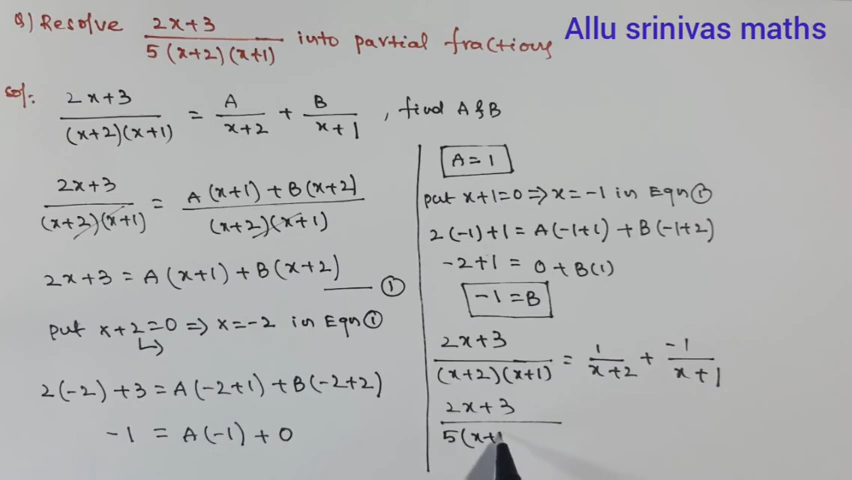 Q) Resolve 2x+3 / 5(x+2)(x+1) into partial fractions
Allu srinivas maths
Sol:- 2x+3 / (x+2)(x+1) = A / x+2 + B / x+1 , find A & B
2x+3 / (x+2)(x+1) = A(x+1) + B(x+2) / (x+2)(x+1)
2x+3 = A(x+1) + B(x+2) —— ①
put x+2=0 => x=-2 in Eqn ①
2(-2)+3 = A(-2+1) + B(-2+2)
-1 = A(-1) + 0
A=1
put x+1=0 => x=-1 in Eqn ①
2(-1)+1 = A(-1+1) + B(-1+2)
-2+1 = 0 + B(1)
-1 = B
2x+3 / (x+2)(x+1) = 1 / x+2 + -1 / x+1
2x+3 / 5(x+